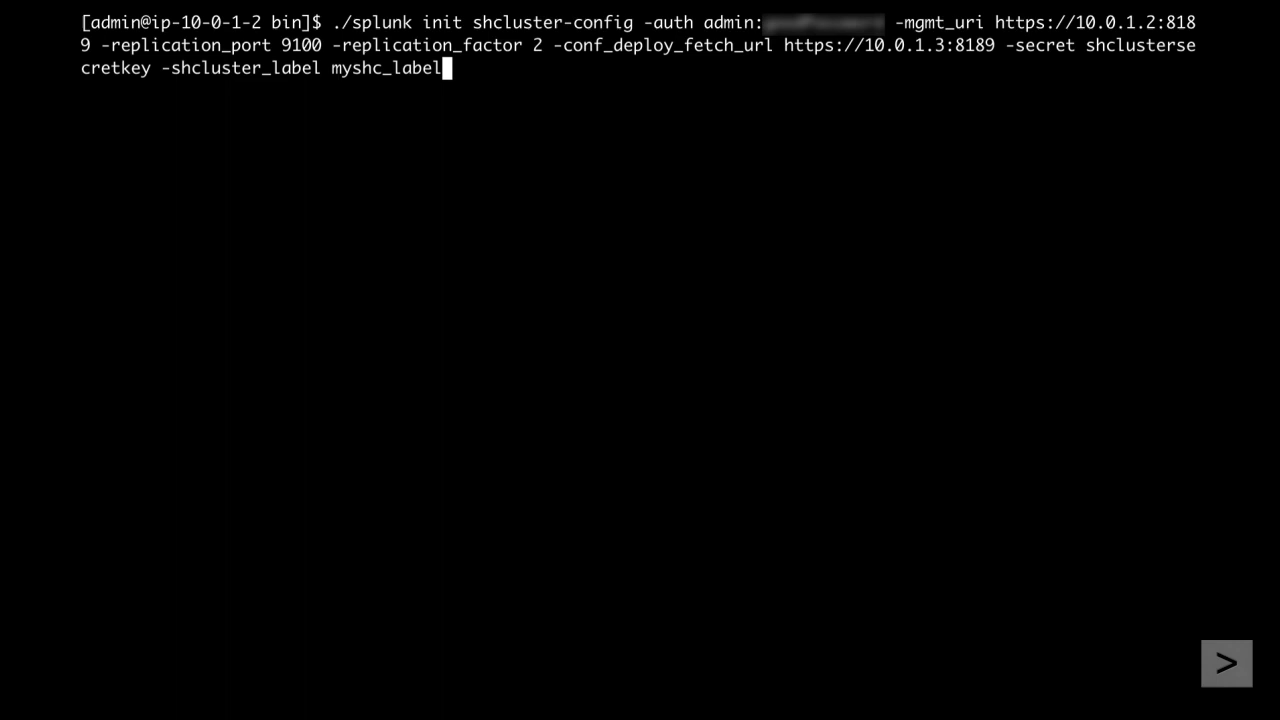 [admin@ip-10-0-1-2 bin]$ ./splunk init shcluster-config -auth admin: -mgmt_uri https://10.0.1.2:818
9 -replication_port 9100 -replication_factor 2 -conf_deploy_fetch_url https://10.0.1.3:8189 -secret shclusterse
cretkey -shcluster_label myshc_label
>